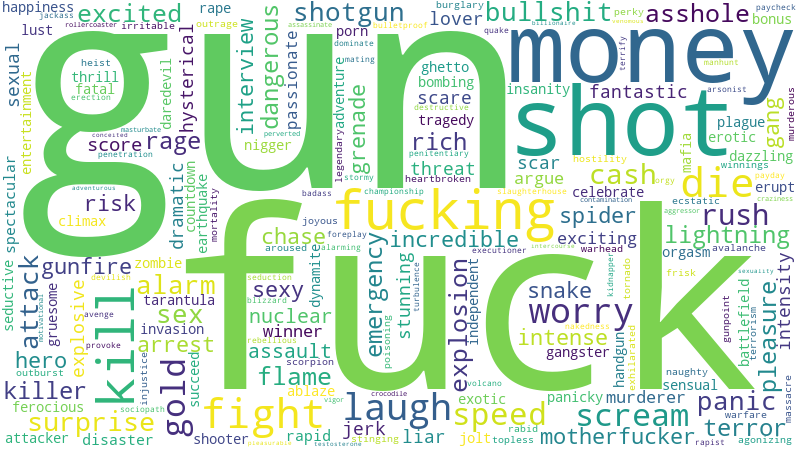 gun
fuck
money
shot
fucking
kill
die
fight
laugh
gold
happiness
jackass
excited
rollercoaster
irritable
outrage
rape
burglary
assassinate
shotgun
bulletproof
lover
bullshit
perky
billionaire
asshole
paycheck
bonus
lust
sexual
entertainment
heist
thrill
fatal
erection
daredevil
hysterical
interview
dangerous
passionate
porn
dominate
mating
adventure
legendary
ghetto
bombing
scare
tragedy
destructive
penitentiary
quake
venomous
insanity
terrify
fantastic
manhunt
arsonist
gang
murderous
plague
erotic
dazzling
winnings
mafia
hostility
conceited
masturbate
score
rage
penetration
perverted
nigger
grenade
rich
threat
stormy
heartbroken
scar
argue
cash
payday
orgy
adventurous
risk
climax
dramatic
countdown
earthquake
mortality
badass
championship
slaughterhouse
contamination
celebrate
ecstatic
aggressor
craziness
erupt
joyous
foreplay
spider
rush
spectacular
seductive
gunfire
attack
zombie
devilish
chase
aroused
alarming
incredible
executioner
intercourse
exciting
warhead
lightning
orgasm
avalanche
intensity
motivational
gruesome
explosive
alarm
tarantula
avenge
invasion
provoke
sex
arrest
seduction
sexy
blizzard
dynamite
nuclear
rebellious
winner
emergency
stunning
turbulence
poisoning
explosion
independent
nakedness
kidnapper
tornado
frisk
snake
worry
intense
gangster
handgun
exhilarated
gunpoint
battlefield
terrorism
sexuality
pleasure
hero
outburst
injustice
succeed
assault
scorpion
flame
ablaze
vigor
crocodile
volcano
exotic
panicky
murderer
naughty
sensual
killer
ferocious
sociopath
surprise
attacker
disaster
shooter
pleasurable
rapid
testosterone
jerk
stinging
liar
speed
jolt
topless
rabid
motherfucker
scream
rapist
panic
warfare
terror
massacre
agonizing